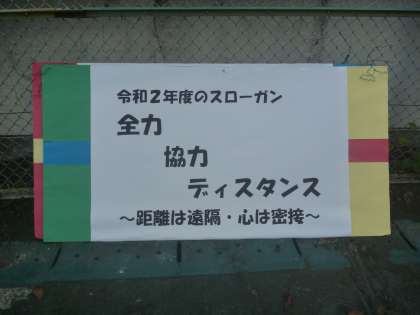 令和2年度のスローガン
全力
協力
ディスタンス
～距離は遠隔・心は密接～